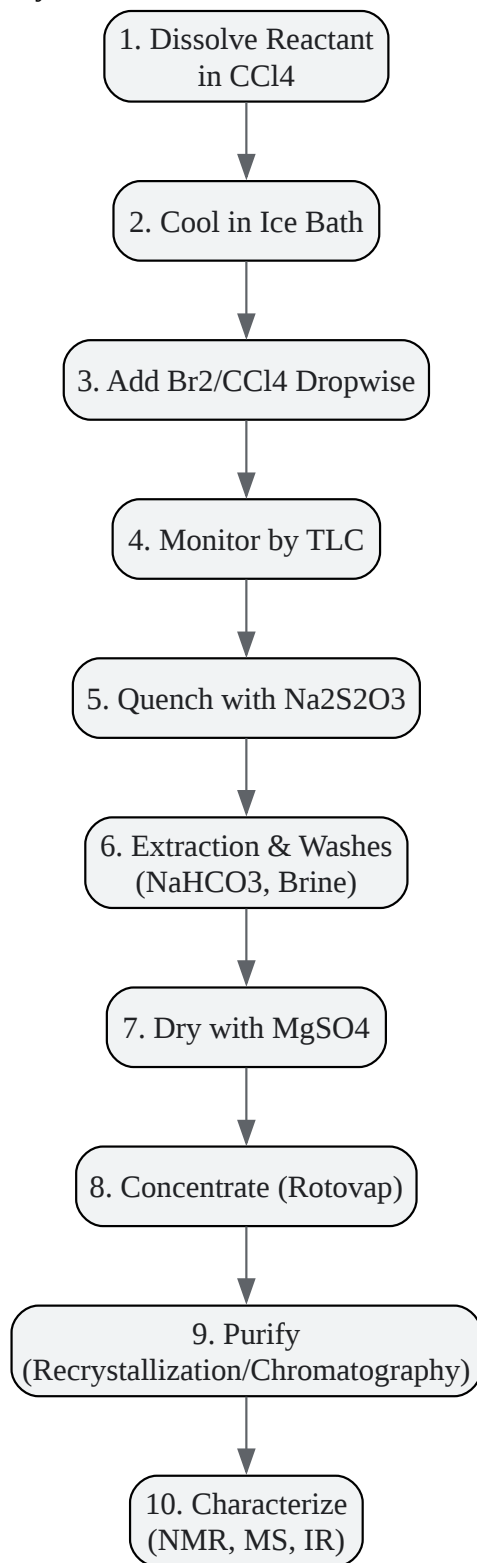 1. Dissolve Reactant
in CCl4
2. Cool in Ice Bath
3. Add Br2/CCl4 Dropwise
4. Monitor by TLC
5. Quench with Na2S2O3
6. Extraction & Washes
(NaHCO3, Brine)
7. Dry with MgSO4
8. Concentrate (Rotovap)
9. Purify
(Recrystallization/Chromatography)
10. Characterize
(NMR, MS, IR)